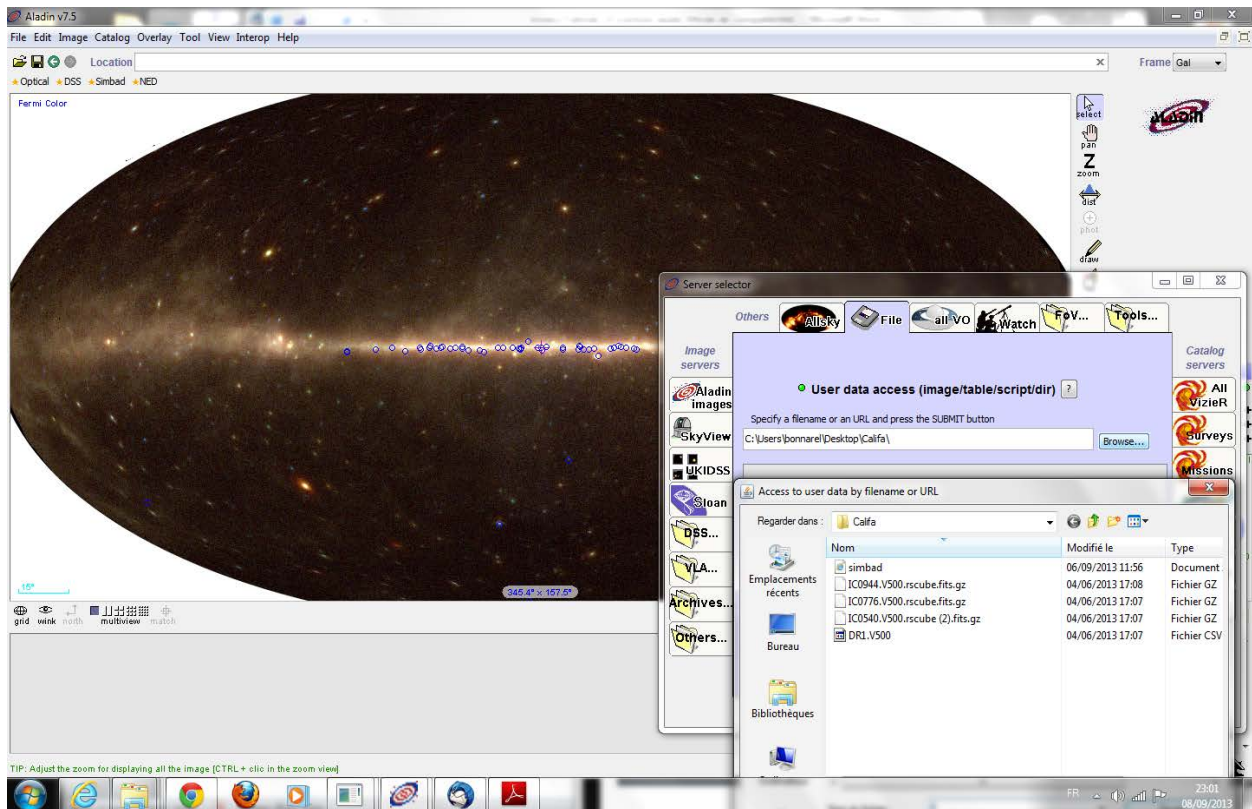 Aladin v7.5
File Edit Image Catalog Overlay Tool View Interop Help
Location
Frame Gal
Optical DSS Simbad NED
Fermi Color
select
pan
Z
zoom
dist
phot
draw
ALADIN
15°
345.4° × 157.5°
grid wink north multiview match
TIP: Adjust the zoom for displaying all the image [CTRL + clic in the zoom view]
Server selector
Others Allsky File all VO Watch FoV... Tools...
Image servers
Catalog servers
Aladin images
SkyView
UKIDSS
Sloan
DSS...
VLA...
Archives...
Others...
All VizieR
Surveys
Missions
User data access (image/table/script/dir) ?
Specify a filename or an URL and press the SUBMIT button
C:\Users\bonnarel\Desktop\Califa\
Browse...
Access to user data by filename or URL
Regarder dans : Califa
Nom Modifié le Type
simbad 06/09/2013 11:56 Document
IC0944.V500.rscube.fits.gz 04/06/2013 17:08 Fichier GZ
IC0776.V500.rscube.fits.gz 04/06/2013 17:07 Fichier GZ
IC0540.V500.rscube (2).fits.gz 04/06/2013 17:07 Fichier GZ
DR1.V500 04/06/2013 17:07 Fichier CSV
Emplacements récents
Bureau
Bibliothèques
FR
23:01
08/09/2013